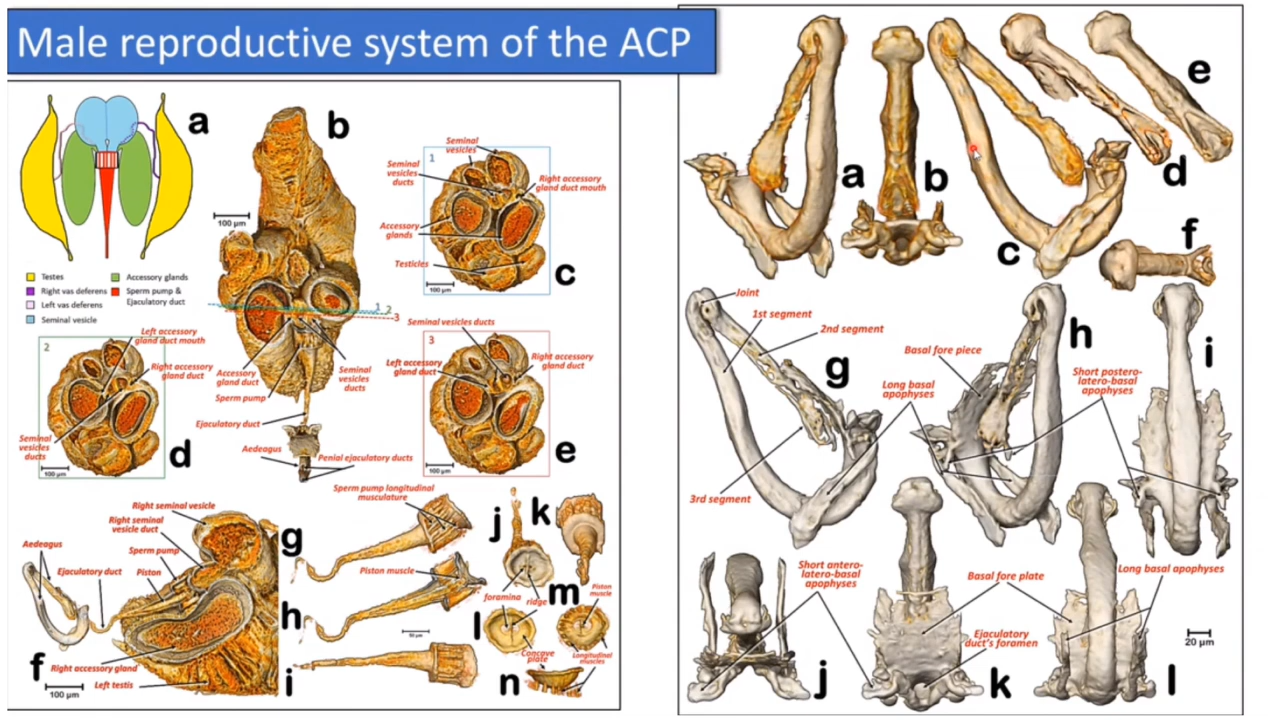 Male reproductive system of the ACP
a
Testes
Right vas deferens
Left vas deferens
Seminal vesicle
Accessory glands
Sperm pump &
Ejaculatory duct
b
100 µm
1
2
3
Accessory
gland duct
Sperm pump
Seminal
vesicles
ducts
Ejaculatory duct
Aedeagus
Penial ejaculatory ducts
1
Seminal
vesicles
Seminal
vesicles
ducts
Right accessory
gland duct mouth
Accessory
glands
Testicles
100 µm
c
2
Left accessory
gland duct mouth
Right accessory
gland duct
Seminal
vesicles
ducts
100 µm
d
3
Seminal vesicles ducts
Left accessory
gland duct
Right accessory
gland duct
100 µm
e
Right seminal vesicle
Right seminal
vesicle duct
Sperm pump
Piston
Aedeagus
Ejaculatory duct
Right accessory gland
Left testis
f
100 µm
g
Sperm pump longitudinal
musculature
h
Piston muscle
i
j
k
foramina
ridge
l
m
Piston
muscle
Concave
plate
Longitudinal
muscles
n
a
b
c
d
e
f
Joint
1st segment
2nd segment
g
3rd segment
Basal fore piece
Long basal
apophyses
h
Short postero-
latero-basal
apophyses
i
Short antero-
latero-basal
apophyses
j
Basal fore plate
Ejaculatory
duct's foramen
k
Long basal apophyses
l
20 µm